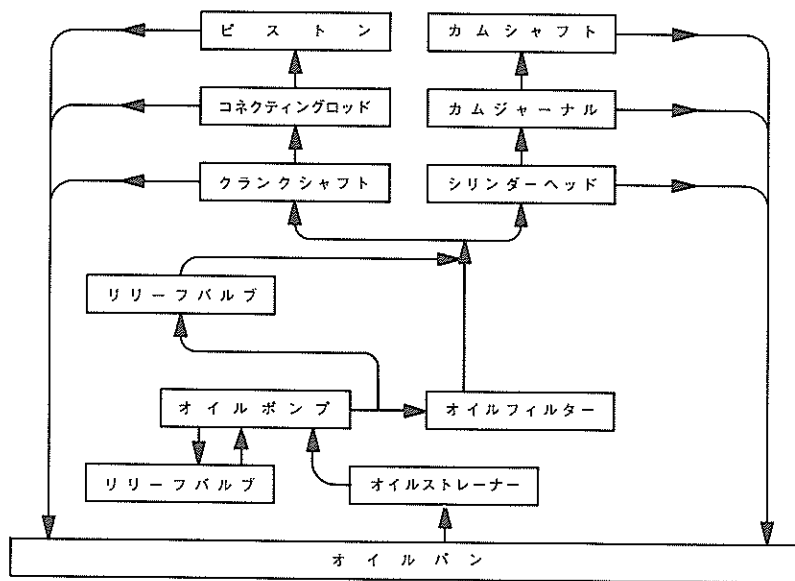 ピストン
カムシャフト
コネクティングロッド
カムジャーナル
クランクシャフト
シリンダーヘッド
リリーフバルブ
オイルポンプ
オイルフィルター
リリーフバルブ
オイルストレーナー
オイルパン